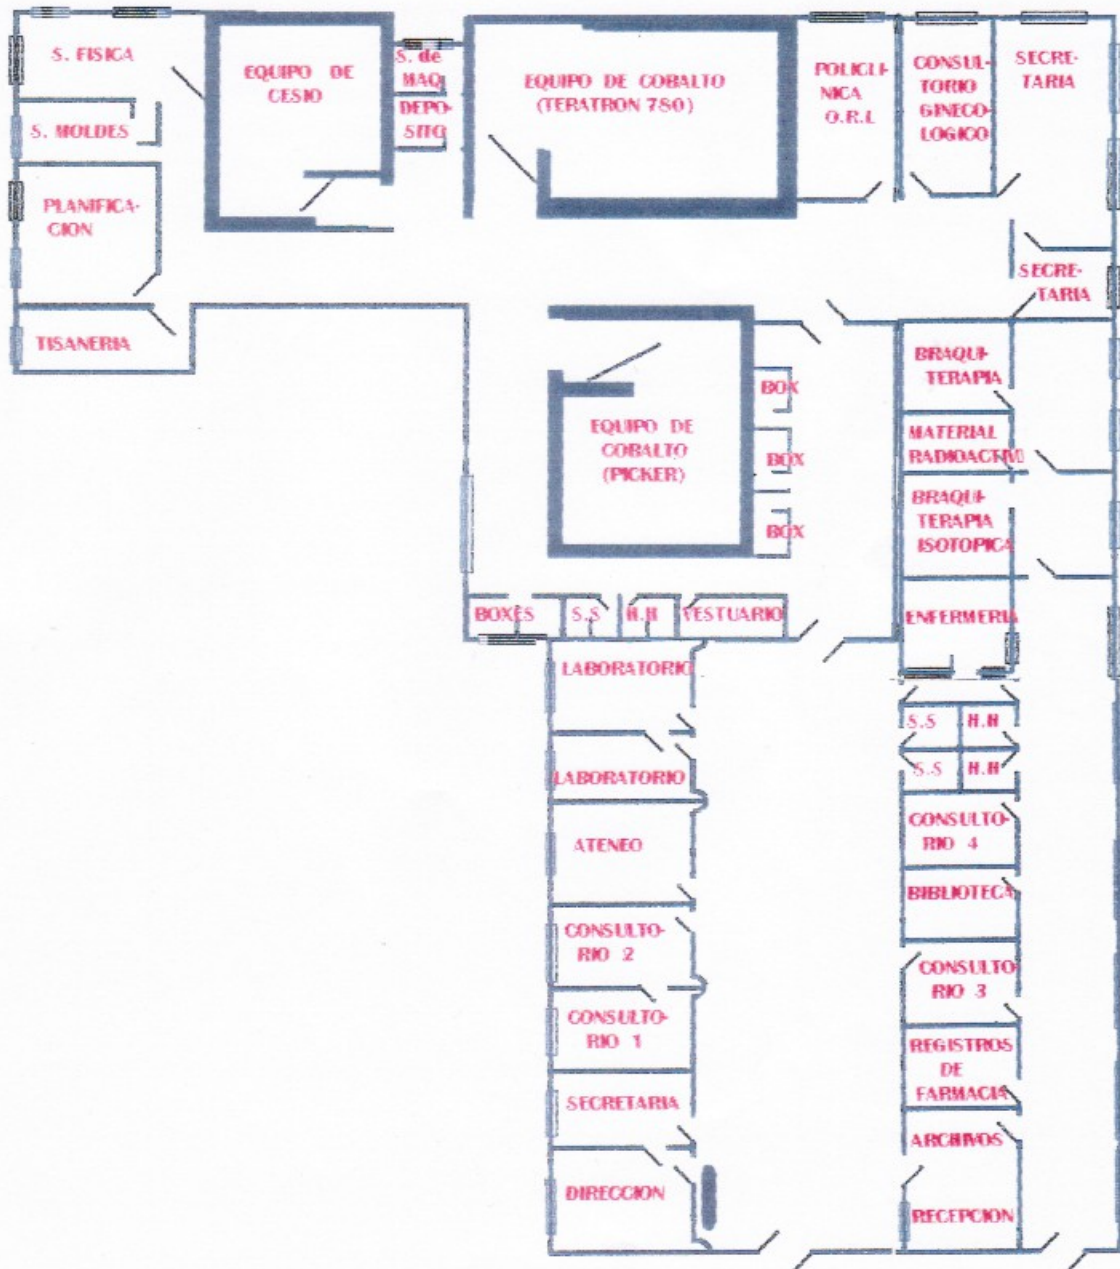 S. FISICA
EQUIPO DE
CESIO
S. de
MAQ
DEPO-
SITO
EQUIPO DE COBALTO
(TERATRON 780)
POLICLI-
NICA
O.R.L
CONSUL-
TORIO
GINECO-
LOGICO
SECRE-
TARIA
S. MOLDES
PLANIFICA-
CION
SECRE-
TARIA
TISANERIA
EQUIPO DE
COBALTO
(PICKER)
BOX
BOX
BOX
BRAQUI-
TERAPIA
MATERIAL
RADIOACTIV
BRAQUI-
TERAPIA
ISOTOPICA
BOXES
S.S
H.H
VESTUARIO
ENFERMERIA
LABORATORIO
LABORATORIO
ATENEO
CONSULTO-
RIO 2
CONSULTO-
RIO 1
SECRETARIA
DIRECCION
S.S
H.H
S.S
H.H
CONSULTO-
RIO 4
BIBLIOTECA
CONSULTO
RIO 3
REGISTROS
DE
FARMACIA
ARCHIVOS
RECEPCION